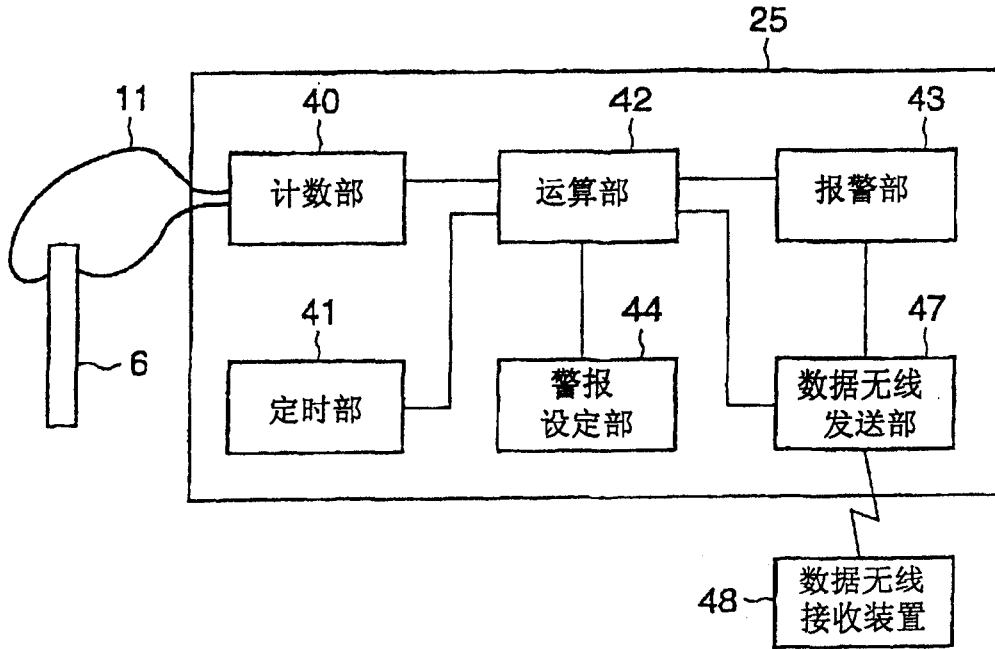 25
11
40
42
43
计数部
运算部
报警部
41
44
47
6
定时部
警报
设定部
数据无线
发送部
48
数据无线
接收装置